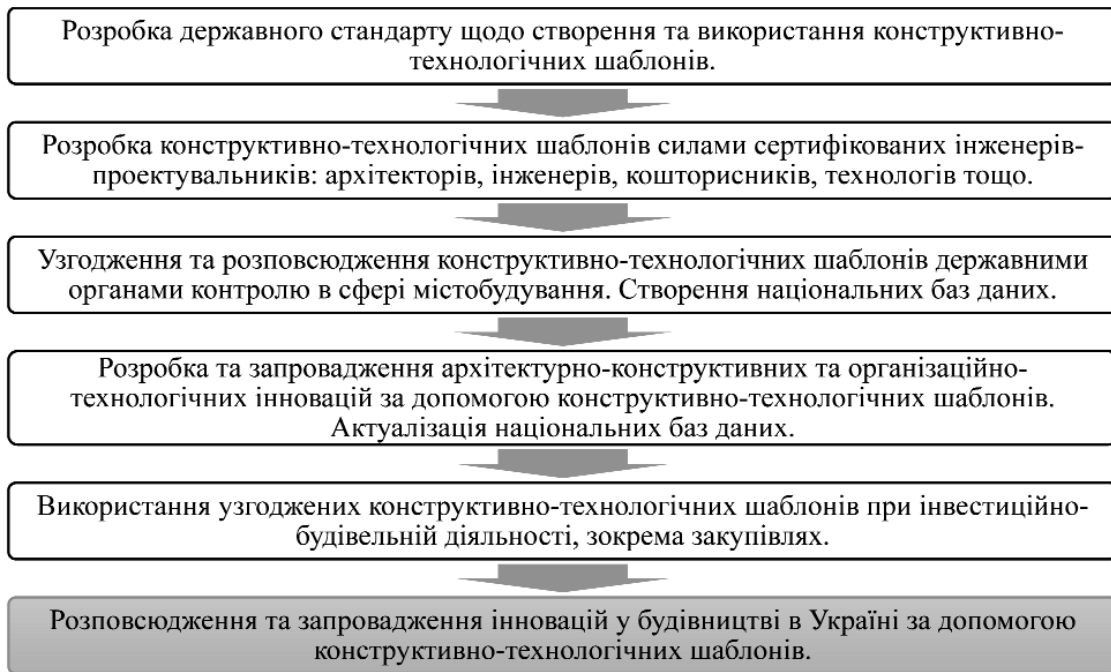 Розробка державного стандарту щодо створення та використання конструктивно-
технологічних шаблонів.
Розробка конструктивно-технологічних шаблонів силами сертифікованих інженерів-
проектувальників: архітекторів, інженерів, кошторисників, технологів тощо.
Узгодження та розповсюдження конструктивно-технологічних шаблонів державними
органами контролю в сфері містобудування. Створення національних баз даних.
Розробка та запровадження архітектурно-конструктивних та організаційно-
технологічних інновацій за допомогою конструктивно-технологічних шаблонів.
Актуалізація національних баз даних.
Використання узгоджених конструктивно-технологічних шаблонів при інвестиційно-
будівельній діяльності, зокрема закупівлях.
Розповсюдження та запровадження інновацій у будівництві в Україні за допомогою
конструктивно-технологічних шаблонів.